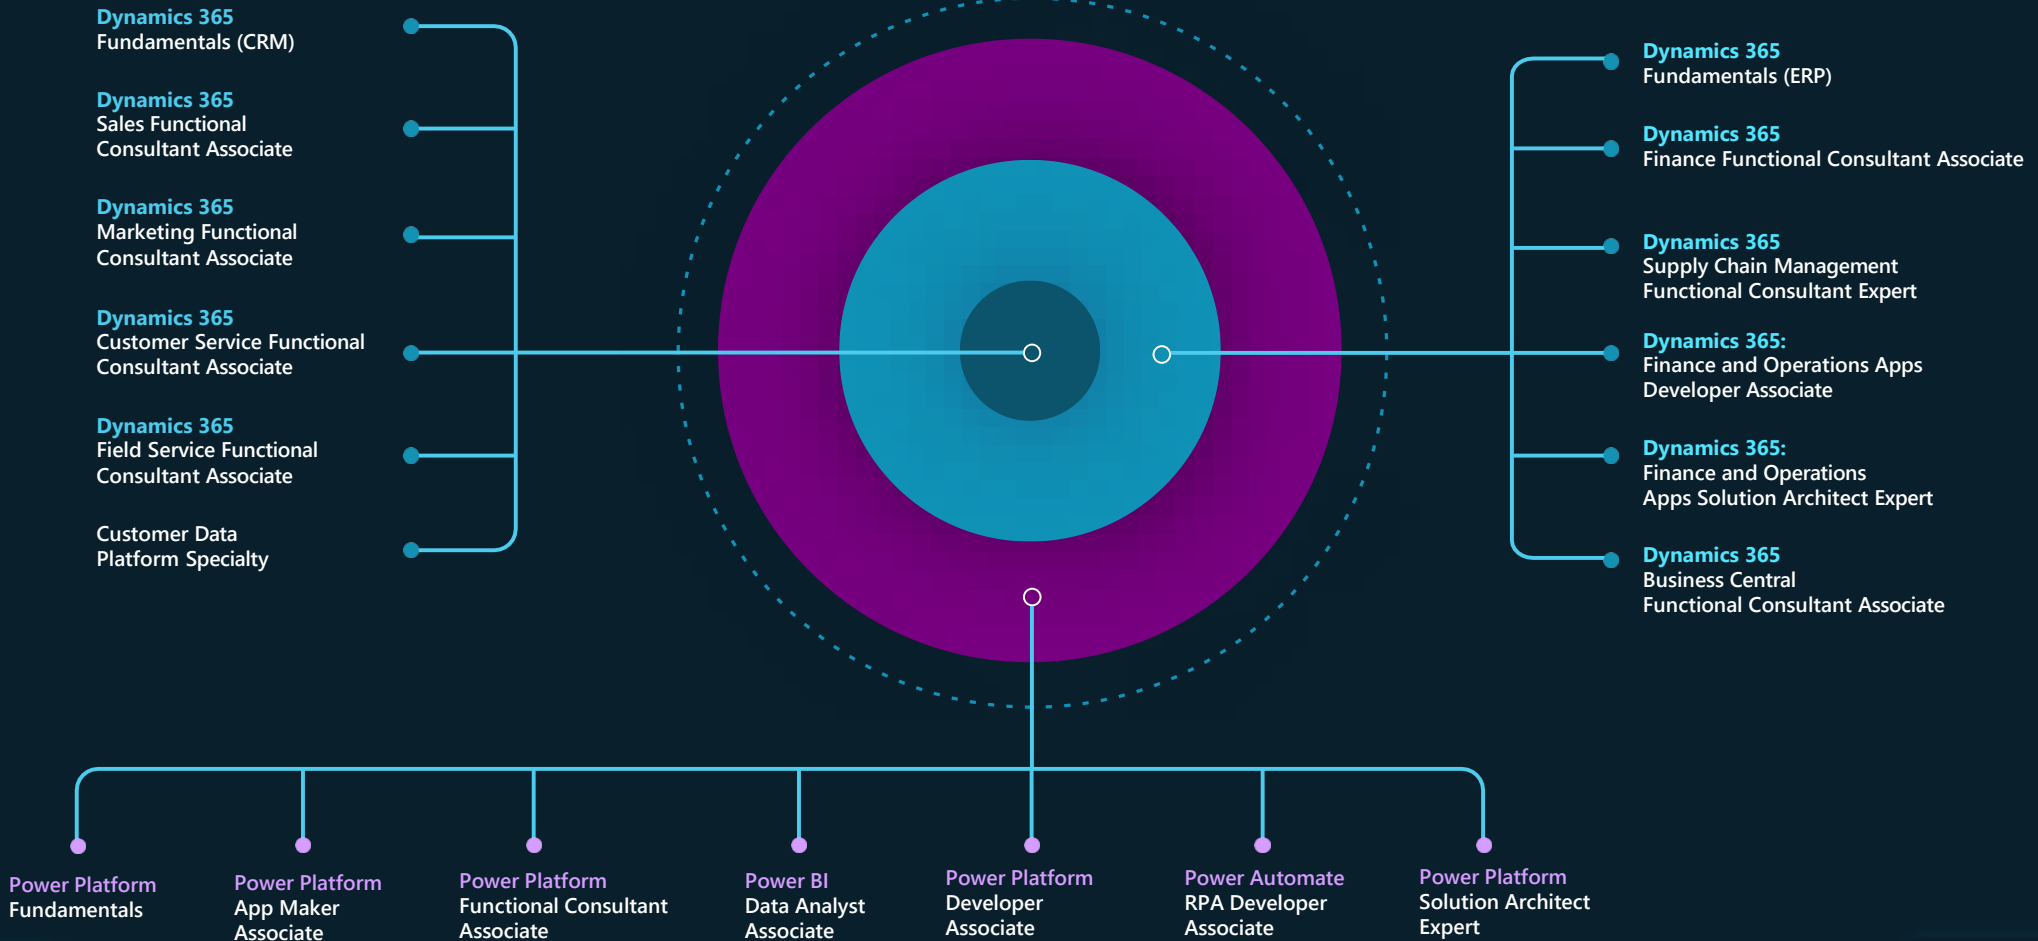 Dynamics 365
Fundamentals (CRM)
Dynamics 365
Sales Functional
Consultant Associate
Dynamics 365
Marketing Functional
Consultant Associate
Dynamics 365
Customer Service Functional
Consultant Associate
Dynamics 365
Field Service Functional
Consultant Associate
Customer Data
Platform Specialty
Dynamics 365
Fundamentals (ERP)
Dynamics 365
Finance Functional Consultant Associate
Dynamics 365
Supply Chain Management
Functional Consultant Expert
Dynamics 365:
Finance and Operations Apps
Developer Associate
Dynamics 365:
Finance and Operations
Apps Solution Architect Expert
Dynamics 365
Business Central
Functional Consultant Associate
Power Platform
Fundamentals
Power Platform
App Maker
Associate
Power Platform
Functional Consultant
Associate
Power BI
Data Analyst
Associate
Power Platform
Developer
Associate
Power Automate
RPA Developer
Associate
Power Platform
Solution Architect
Expert